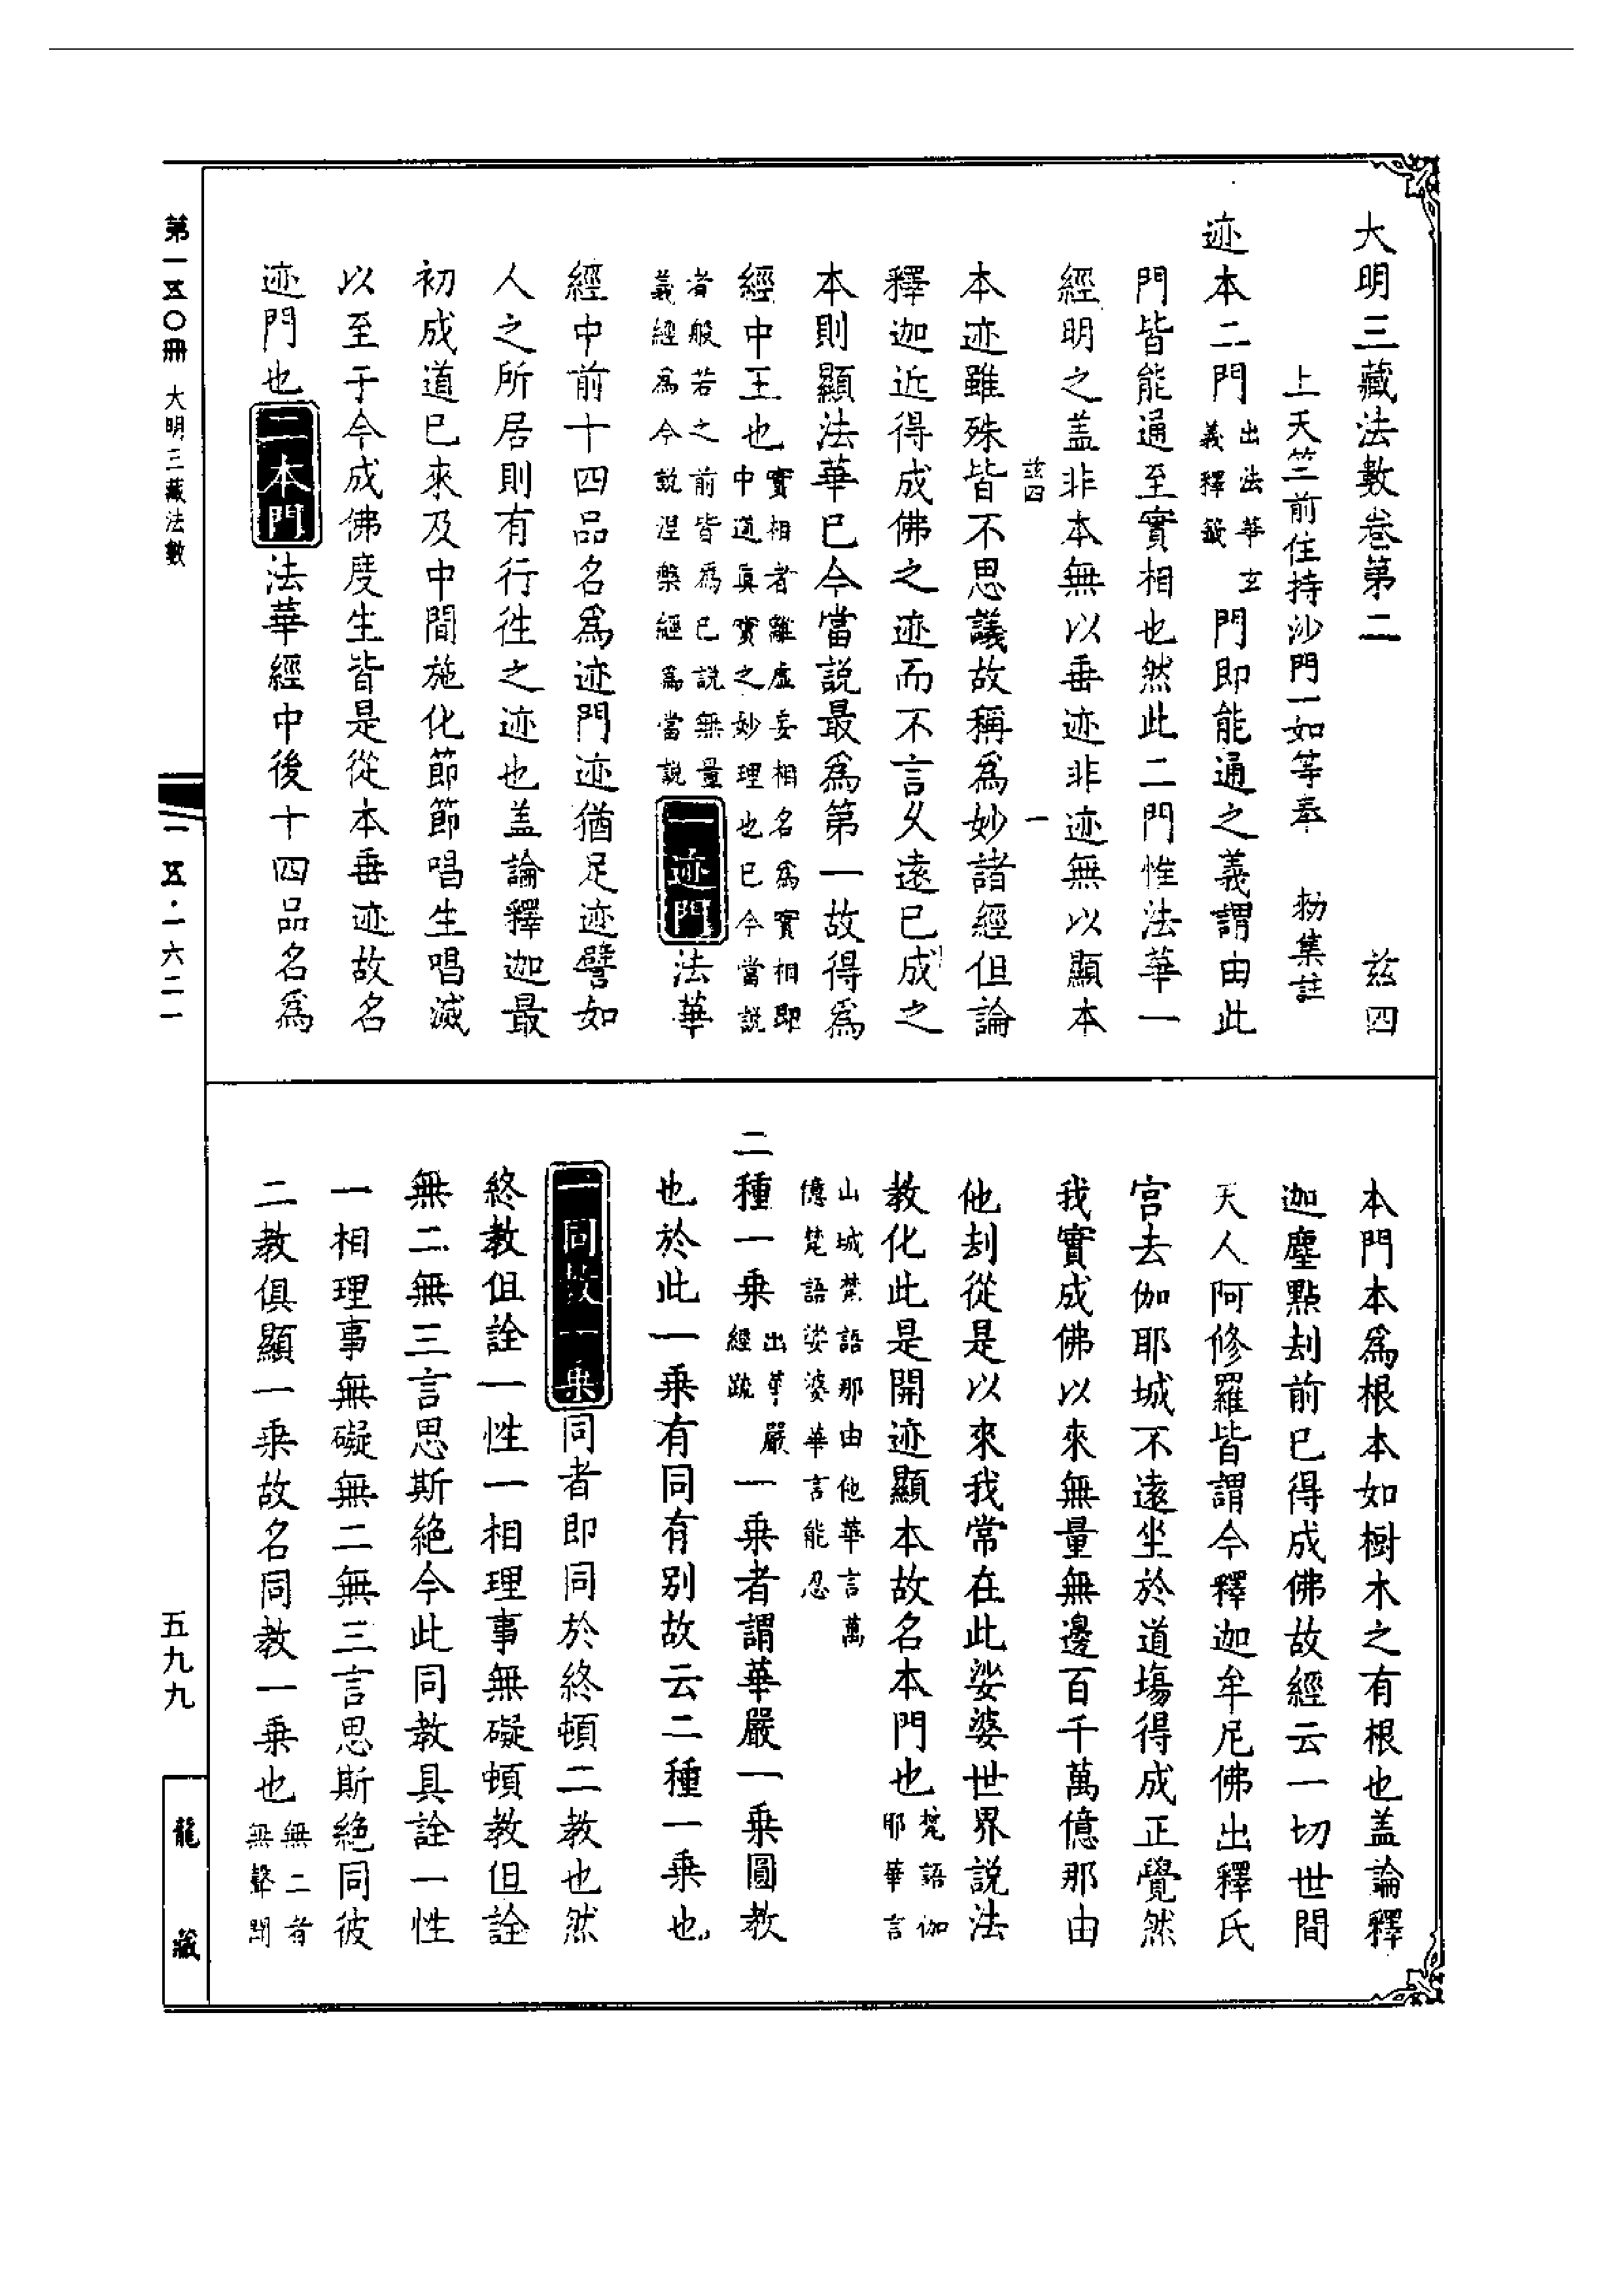 大明三藏法數卷第二 茲四
上天竺前住持沙門一如等奉 勑集註
迹本二門 出法華玄義釋籤 門即能通之義謂由此
門皆能通至實相也然此二門惟法華一
經明之盖非本無以垂迹非迹無以顯本
茲四 一
本迹雖殊皆不思議故稱爲妙諸經但論
釋迦近得成佛之迹而不言久遠已成之
本則顯法華已今當説最爲第一故得爲
經中王也 實相者離虛妄相名爲實相即
中道真實之妙理也已今當説
者般若之前皆爲已説無量
義經爲今説涅槃經爲當説 一迹門 法華
經中前十四品名爲迹門迹猶足迹譬如
人之所居則有行徃之迹也盖論釋迦最
初成道已來及中間施化節節唱生唱滅
以至于今成佛度生皆是從本垂迹故名
迹門也 二本門 法華經中後十四品名爲
本門本爲根本如樹木之有根也盖論釋
迦塵點刦前已得成佛故經云一切世間
天人阿修羅皆謂今釋迦牟尼佛出釋氏
宮去伽耶城不遠坐於道場得成正覺然
我實成佛以來無量無邊百千萬億那由
他刦從是以來我常在此娑婆世界説法
教化此是開迹顯本故名本門也 梵語伽
耶華言
山城梵語那由他華言萬
億梵語娑婆華言能忍
二種一乗 出華嚴經疏 一乗者謂華嚴一乗圓教
也於此一乗有同有别故云二種一乗也
一同教一乗 同者即同於終頓二教也然
終教但詮一性一相理事無礙頓教但詮
無二無三言思斯絶今此同教具詮一性
一相理事無礙無二無三言思斯絶同彼
二教俱顯一乗故名同教一乗也 無二者
無聲聞
第一五〇冊 大明三藏法數
一五·一六二一
五九九
龍藏